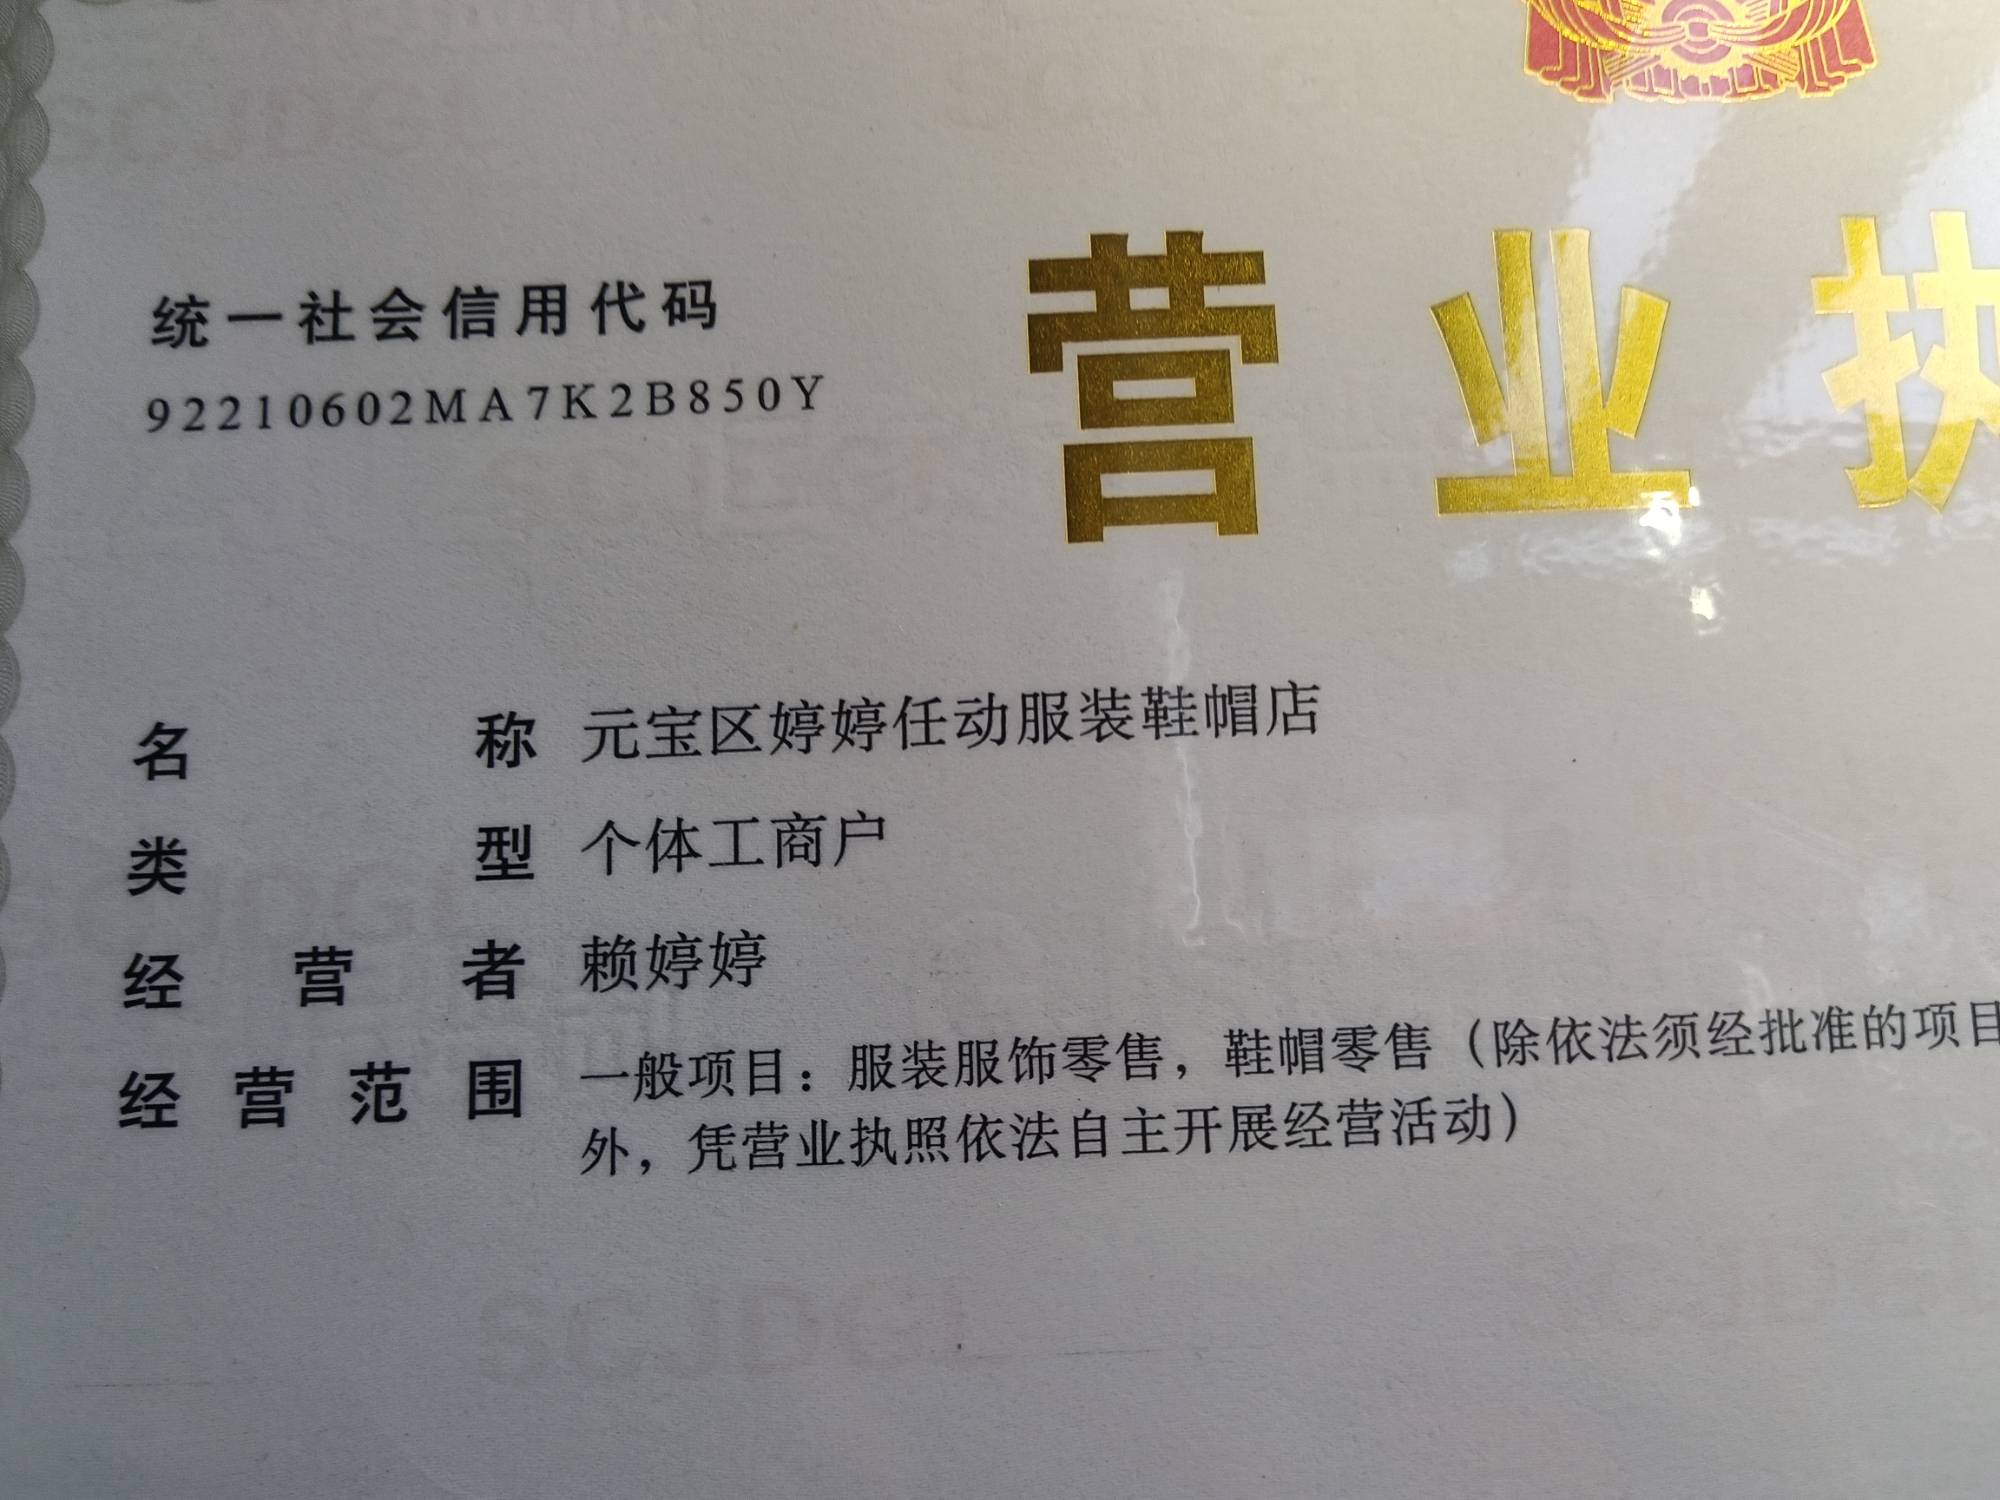 统一社会信用代码
92210602MA7K2B850Y
营业执
名称 元宝区婷婷任动服装鞋帽店
类型 个体工商户
经营者 赖婷婷
经营范围 一般项目：服装服饰零售，鞋帽零售（除依法须经批准的项目
外，凭营业执照依法自主开展经营活动）
SCJDGL